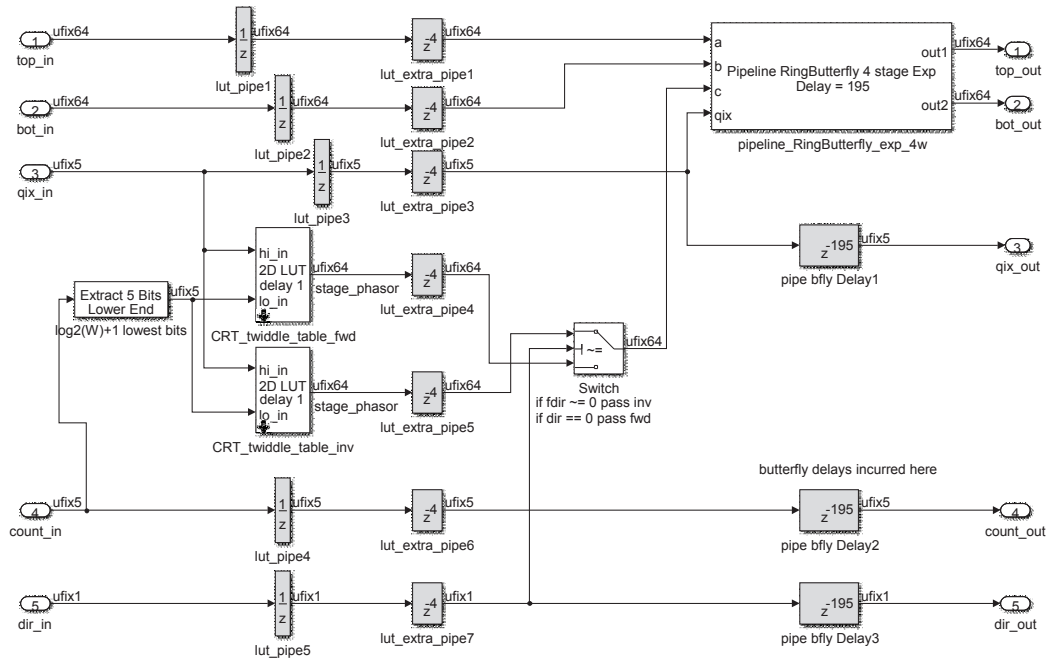 1
top_in
ufix64
1
z
lut_pipe1
ufix64
z-4
lut_extra_pipe1
ufix64
2
bot_in
ufix64
1
z
lut_pipe2
ufix64
z-4
lut_extra_pipe2
ufix64
3
qix_in
ufix5
1
z
lut_pipe3
ufix5
z-4
lut_extra_pipe3
ufix5
a
b
c
qix
Pipeline RingButterfly 4 stage Exp
Delay = 195
out1
out2
pipeline_RingButterfly_exp_4w
ufix64
1
top_out
ufix64
2
bot_out
z-195
ufix5
pipe bfly Delay1
3
qix_out
Extract 5 Bits
Lower End
ufix5
log2(W)+1 lowest bits
hi_in
2D LUT
delay 1
lo_in
ufix64
stage_phasor
CRT_twiddle_table_fwd
z-4
ufix64
lut_extra_pipe4
hi_in
2D LUT
delay 1
lo_in
ufix64
stage_phasor
CRT_twiddle_table_inv
z-4
ufix64
lut_extra_pipe5
~=
ufix64
Switch
if fdir ~= 0 pass inv
if dir == 0 pass fwd
butterfly delays incurred here
4
count_in
ufix5
1
z
lut_pipe4
ufix5
z-4
lut_extra_pipe6
ufix5
z-195
ufix5
pipe bfly Delay2
4
count_out
5
dir_in
ufix1
1
z
lut_pipe5
ufix1
z-4
lut_extra_pipe7
ufix1
z-195
ufix1
pipe bfly Delay3
5
dir_out